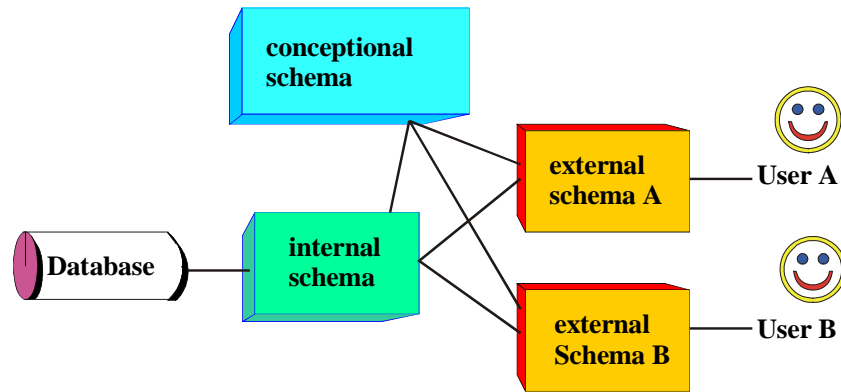 conceptional
schema
external
schema A
User A
Database
internal
schema
external
Schema B
User B